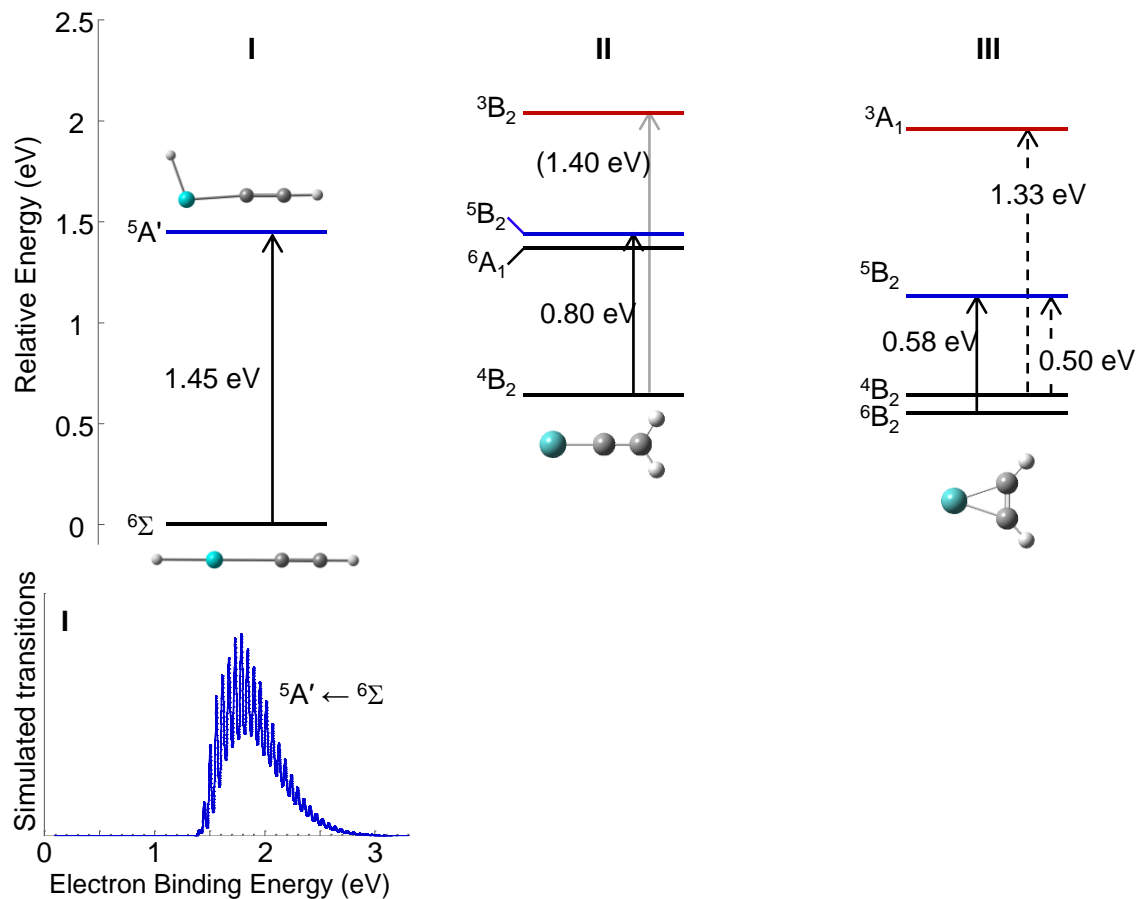 I
II
III
Relative Energy (eV)
2.5
2
1.5
1
0.5
0
⁵A'
1.45 eV
⁶Σ
³B₂
(1.40 eV)
⁵B₂
⁶A₁
0.80 eV
⁴B₂
³A₁
1.33 eV
⁵B₂
0.58 eV
0.50 eV
⁴B₂
⁶B₂
Simulated transitions
I
⁵A′ ← ⁶Σ
0 1 2 3
Electron Binding Energy (eV)